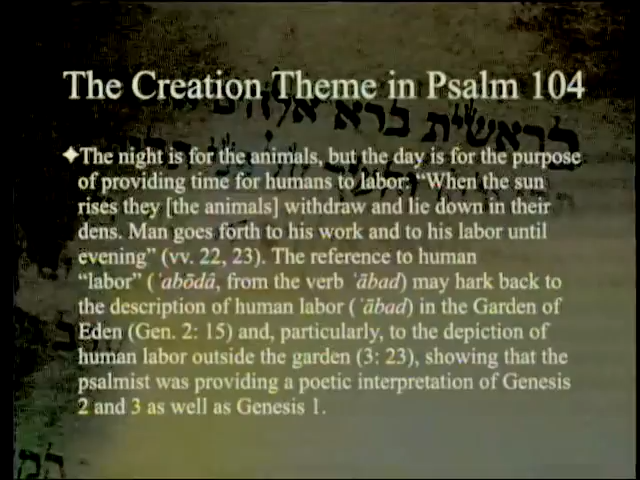 The Creation Theme in Psalm 104
בראשית ברא אלהים
✦The night is for the animals, but the day is for the purpose
of providing time for humans to labor: “When the sun
rises they [the animals] withdraw and lie down in their
dens. Man goes forth to his work and to his labor until
evening” (vv. 22, 23). The reference to human
“labor” (ʿabōdâ, from the verb ʿābad) may hark back to
the description of human labor (ʿābad) in the Garden of
Eden (Gen. 2: 15) and, particularly, to the depiction of
human labor outside the garden (3: 23), showing that the
psalmist was providing a poetic interpretation of Genesis
2 and 3 as well as Genesis 1.